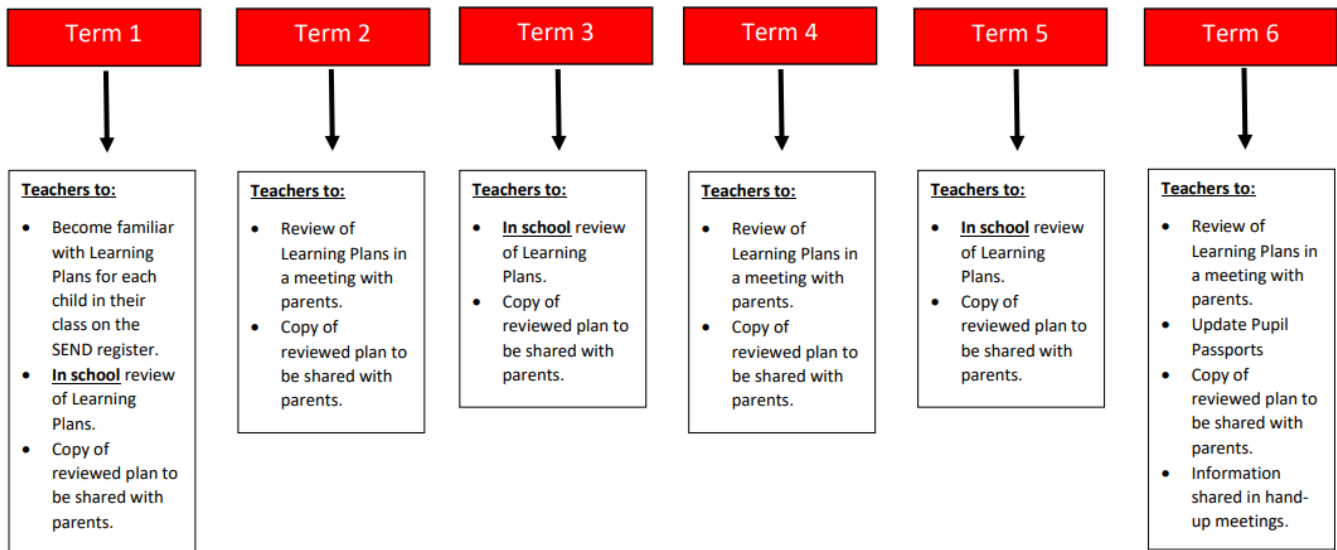 Term 1
Term 2
Term 3
Term 4
Term 5
Term 6
Teachers to:
• Become familiar
with Learning
Plans for each
child in their
class on the
SEND register.
• In school review
of Learning
Plans.
• Copy of
reviewed plan to
be shared with
parents.
Teachers to:
• Review of
Learning Plans in
a meeting with
parents.
• Copy of
reviewed plan to
be shared with
parents.
Teachers to:
• In school review
of Learning
Plans.
• Copy of
reviewed plan to
be shared with
parents.
Teachers to:
• Review of
Learning Plans in
a meeting with
parents.
• Copy of
reviewed plan to
be shared with
parents.
Teachers to:
• In school review
of Learning
Plans.
• Copy of
reviewed plan to
be shared with
parents.
Teachers to:
• Review of
Learning Plans in
a meeting with
parents.
• Update Pupil
Passports
• Copy of
reviewed plan to
be shared with
parents.
• Information
shared in hand-
up meetings.